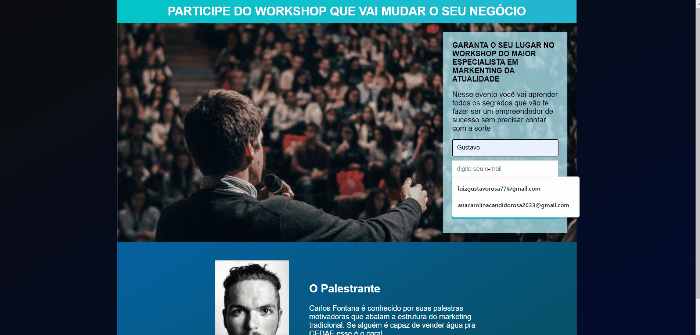 PARTICIPE DO WORKSHOP QUE VAI MUDAR O SEU NEGÓCIO
GARANTA O SEU LUGAR NO
WORKSHOP DO MAIOR
ESPECIALISTA EM
MARKENTING DA
ATUALIDADE
Nesse evento você vai aprender
todos os segredos que vão te
fazer ser um empreendedor de
sucesso sem precisar contar
com a sorte
Gustavo
digite seu e-mail
luizgustavorosa77@gmail.com
anacarolinacandidorosa2033@gmail.com
O Palestrante
Carlos Fontana é conhecido por suas palestras
motivadoras que abalam a estrutura do marketing
tradicional. Se alguém é capaz de vender água pra
CEDAE esse é o cara!